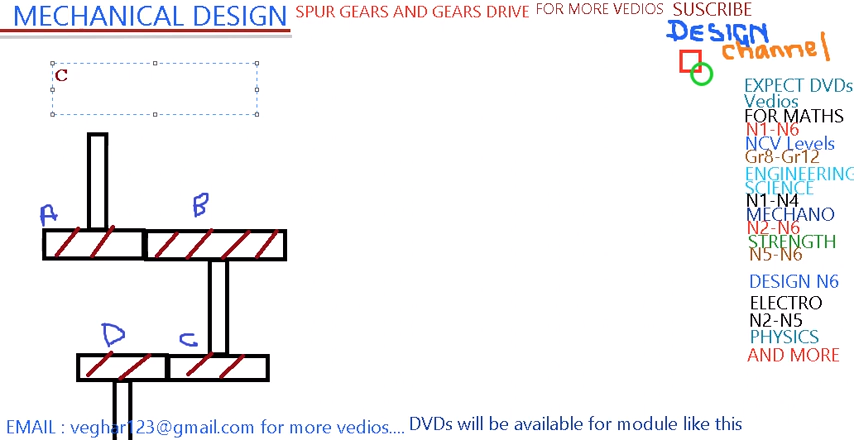 MECHANICAL DESIGN SPUR GEARS AND GEARS DRIVE FOR MORE VEDIOS SUSCRIBE
DESIGN
channel
C
EXPECT DVDs
Vedios
FOR MATHS
N1-N6
NCV Levels
Gr8-Gr12
ENGINEERING
SCIENCE
N1-N4
MECHANO
N2-N6
STRENGTH
N5-N6
DESIGN N6
ELECTRO
N2-N5
PHYSICS
AND MORE
A B
D C
EMAIL : veghar123@gmail.com for more vedios.... DVDs will be available for module like this